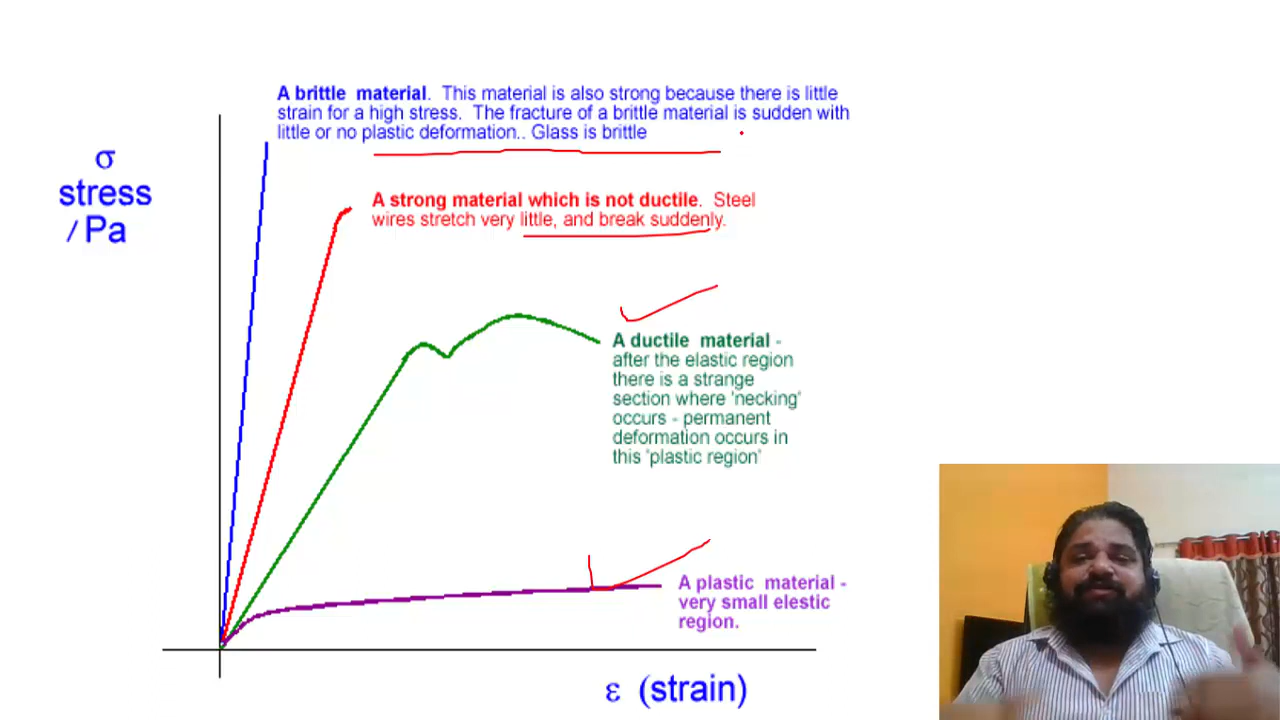 A brittle material. This material is also strong because there is little
strain for a high stress. The fracture of a brittle material is sudden with
little or no plastic deformation.. Glass is brittle
σ
stress
/ Pa
A strong material which is not ductile. Steel
wires stretch very little, and break suddenly.
A ductile material -
after the elastic region
there is a strange
section where 'necking'
occurs - permanent
deformation occurs in
this 'plastic region'
A plastic material -
very small elestic
region.
ε (strain)